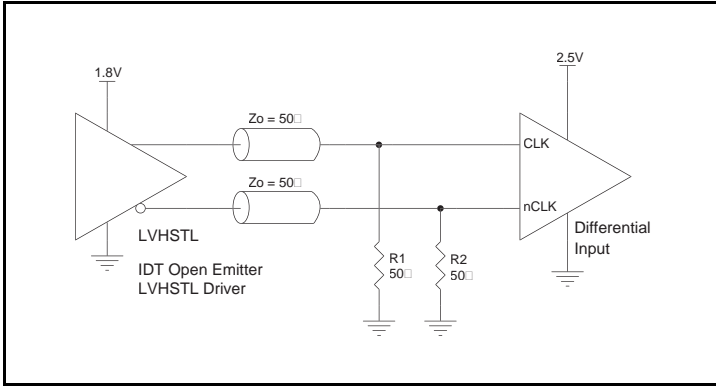 1.8V
2.5V
Zo = 50□
CLK
Zo = 50□
nCLK
LVHSTL
IDT Open Emitter
LVHSTL Driver
Differential
Input
R1
50□
R2
50□